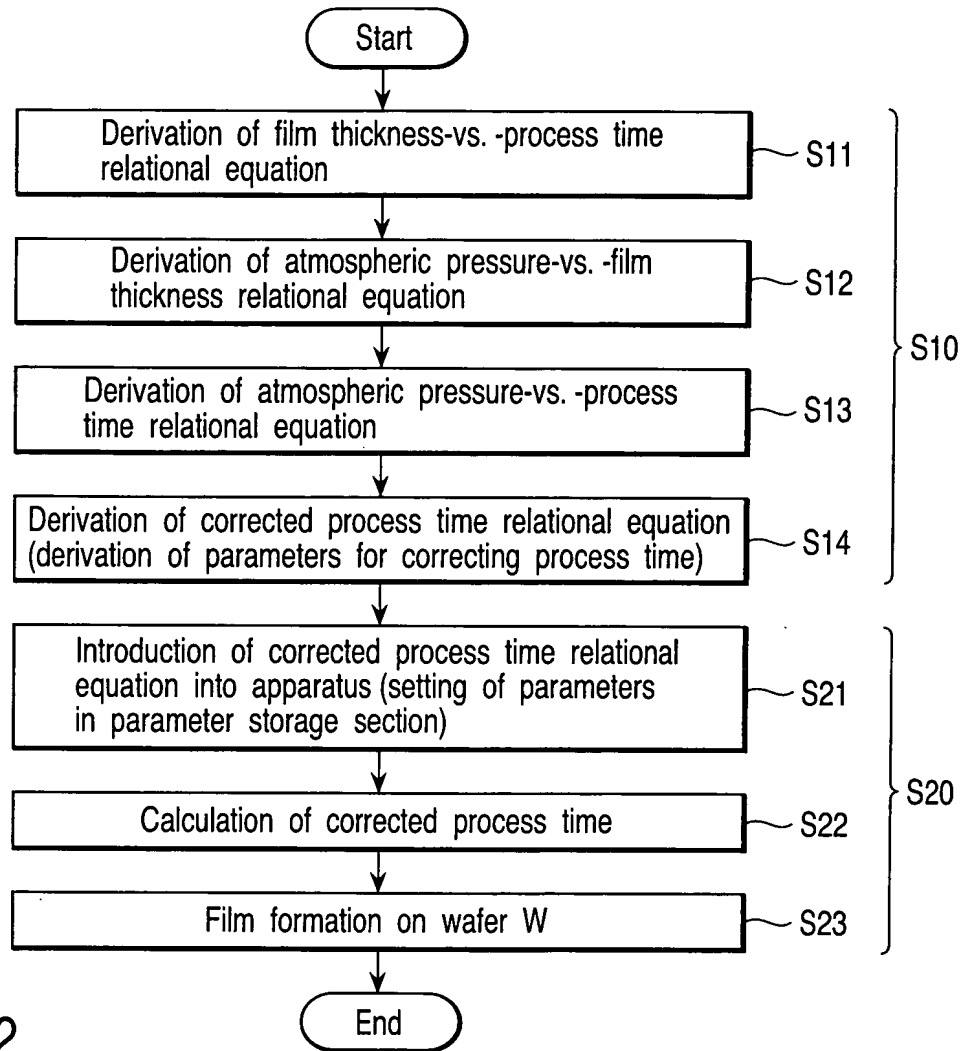 Start
Derivation of film thickness-vs. -process time
relational equation
S11
Derivation of atmospheric pressure-vs. -film
thickness relational equation
S12
Derivation of atmospheric pressure-vs. -process
time relational equation
S13
Derivation of corrected process time relational equation
(derivation of parameters for correcting process time)
S14
S10
Introduction of corrected process time relational
equation into apparatus (setting of parameters
in parameter storage section)
S21
Calculation of corrected process time
S22
Film formation on wafer W
S23
S20
End